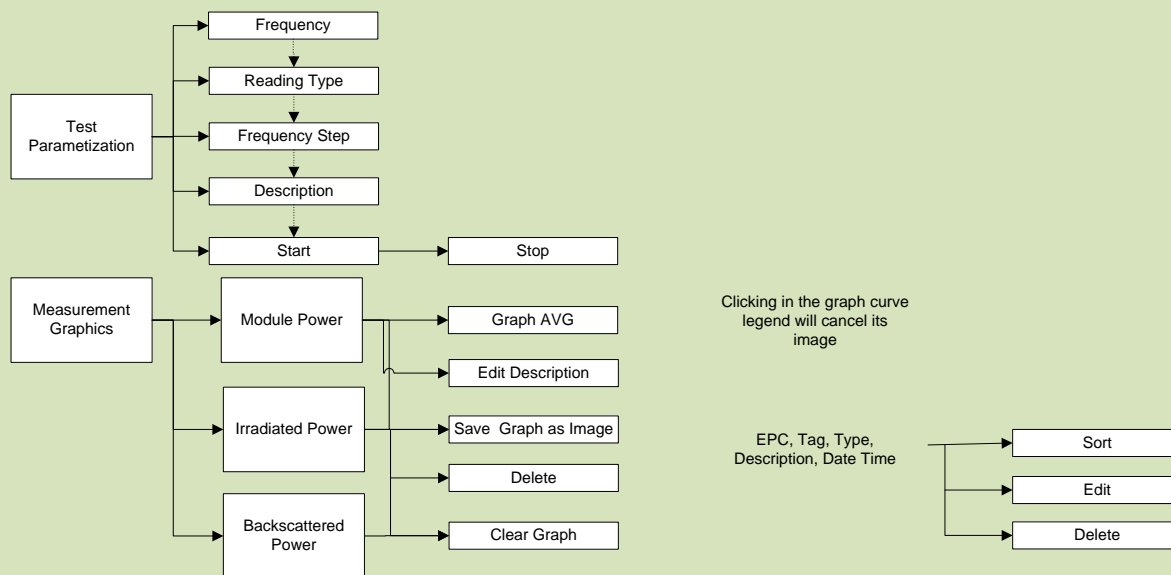 Frequency
Reading Type
Test
Parametization
Frequency Step
Description
Start
Stop
Measurement
Graphics
Module Power
Graph AVG
Edit Description
Irradiated Power
Save Graph as Image
Delete
Backscattered
Power
Clear Graph
Clicking in the graph curve
legend will cancel its
image
EPC, Tag, Type,
Description, Date Time
Sort
Edit
Delete